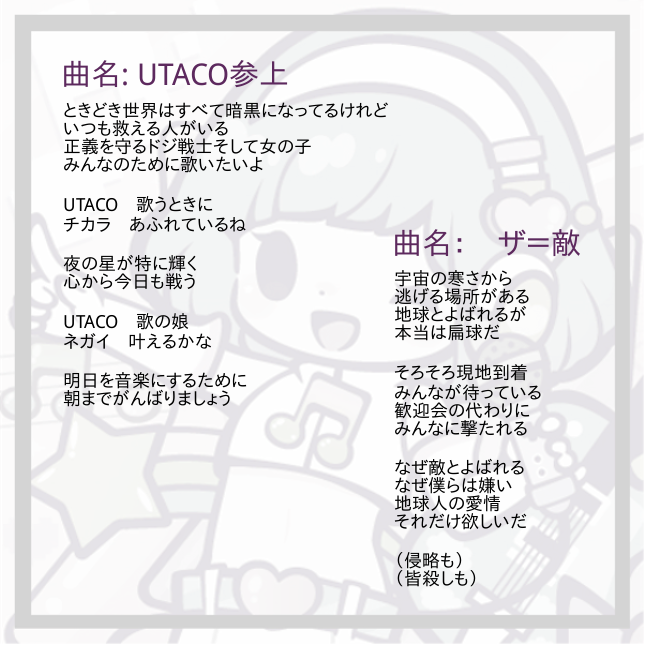 曲名: UTACO参上
ときどき世界はすべて暗黒になってるけれど
いつも救える人がいる
正義を守るドジ戦士そして女の子
みんなのために歌いたいよ
UTACO　歌うときに
チカラ　あふれているね
夜の星が特に輝く
心から今日も戦う
UTACO　歌の娘
ネガイ　叶えるかな
明日を音楽にするために
朝までがんばりましょう
曲名：　ザ＝敵
宇宙の寒さから
逃げる場所がある
地球とよばれるが
本当は扁球だ
そろそろ現地到着
みんなが待っている
歓迎会の代わりに
みんなに撃たれる
なぜ敵とよばれる
なぜ僕らは嫌い
地球人の愛情
それだけ欲しいだ
（侵略も）
（皆殺しも）